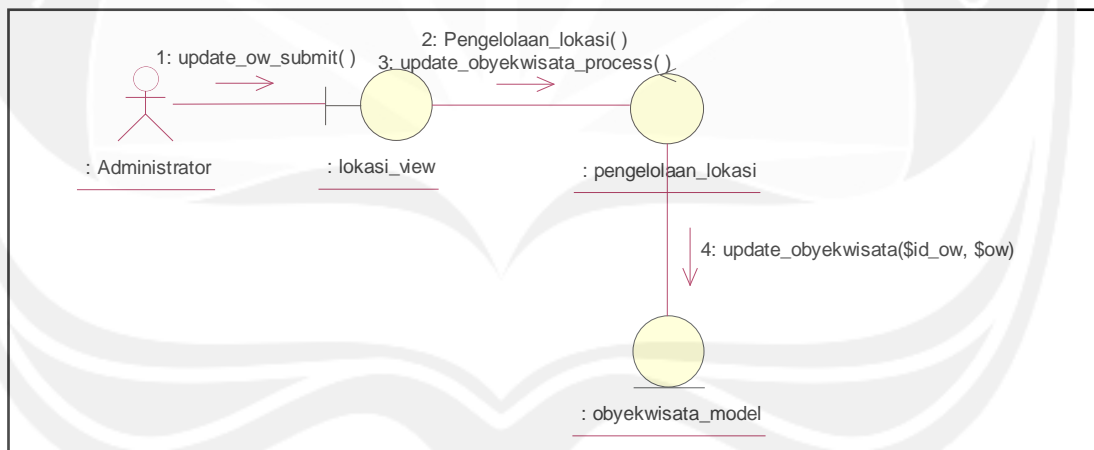 2: Pengelolaan_lokasi( )
1: update_ow_submit( )
3: update_obyekwisata_process( )
: Administrator
: lokasi_view
: pengelolaan_lokasi
4: update_obyekwisata($id_ow, $ow)
: obyekwisata_model